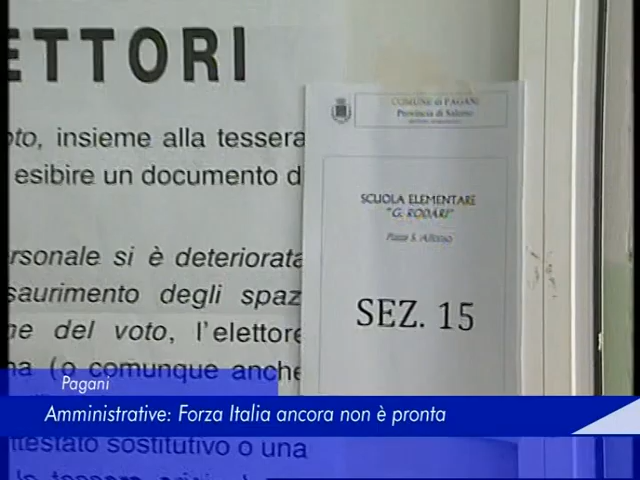 ETTORI
oto, insieme alla tessera
esibire un documento d
rsonale si è deteriorata
saurimento degli spaz
ne del voto, l'elettore
na (o comunque anche
ttestato sostitutivo o una
COMUNE di PAGANI
Provincia di Salerno
SCUOLA ELEMENTARE
"G. RODARI"
Piazza S. Alfonso
SEZ. 15
Pagani
Amministrative: Forza Italia ancora non è pronta